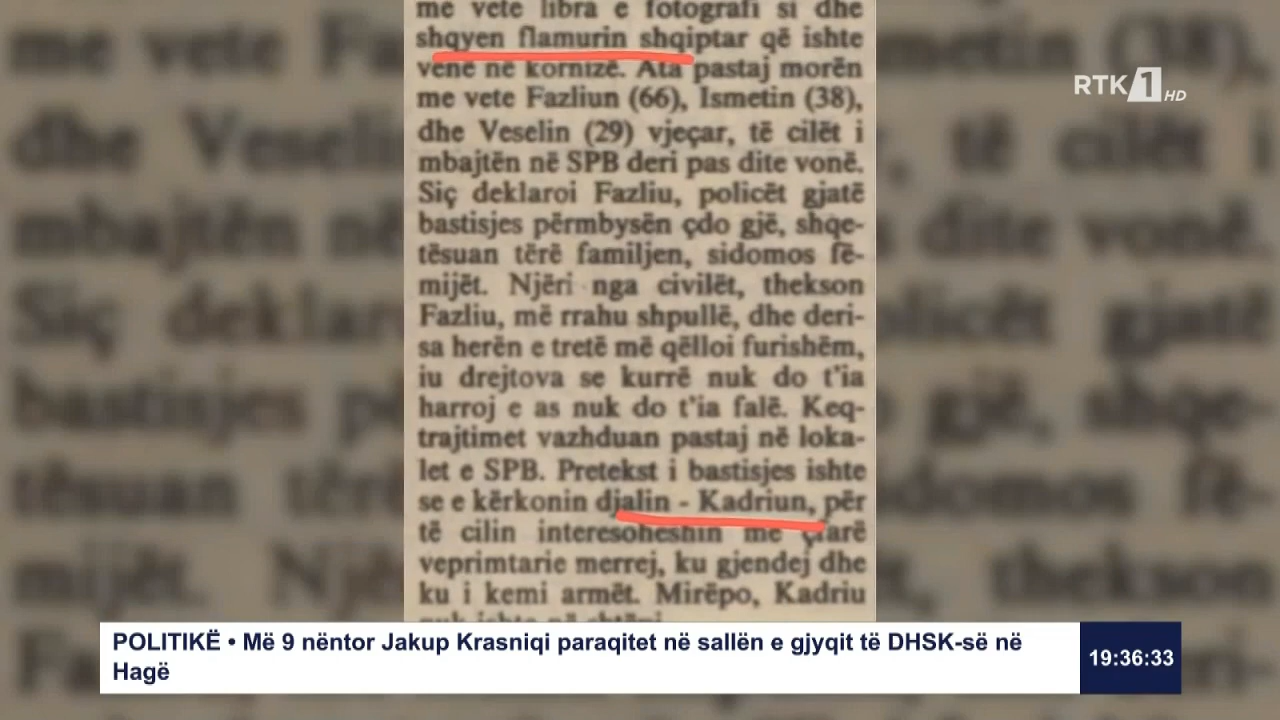 me vete libra e fotografi si dhe
shqyen flamurin shqiptar që ishte
vënë në kornizë. Ata pastaj morën
me vete Fazliun (66), Ismetin (38),
dhe Veselin (29) vjeçar, të cilët i
mbajtën në SPB deri pas dite vonë.
Siç deklaroi Fazliu, policët gjatë
bastisjes përmbysën çdo gjë, shqe-
tësuan tërë familjen, sidomos fë-
mijët. Njëri nga civilët, thekson
Fazliu, më rrahu shpullë, dhe deri-
sa herën e tretë më qëlloi furishëm,
iu drejtova se kurrë nuk do t'ia
harroj e as nuk do t'ia falë. Keq-
trajtimet vazhduan pastaj në loka-
let e SPB. Pretekst i bastisjes ishte
se e kërkonin djalin - Kadriun, për
të cilin interesoheshin me çfarë
veprimtarie merrej, ku gjendej dhe
ku i kemi armët. Mirëpo, Kadriu
RTK 1 HD
POLITIKË • Më 9 nëntor Jakup Krasniqi paraqitet në sallën e gjyqit të DHSK-së në
Hagë
19:36:33